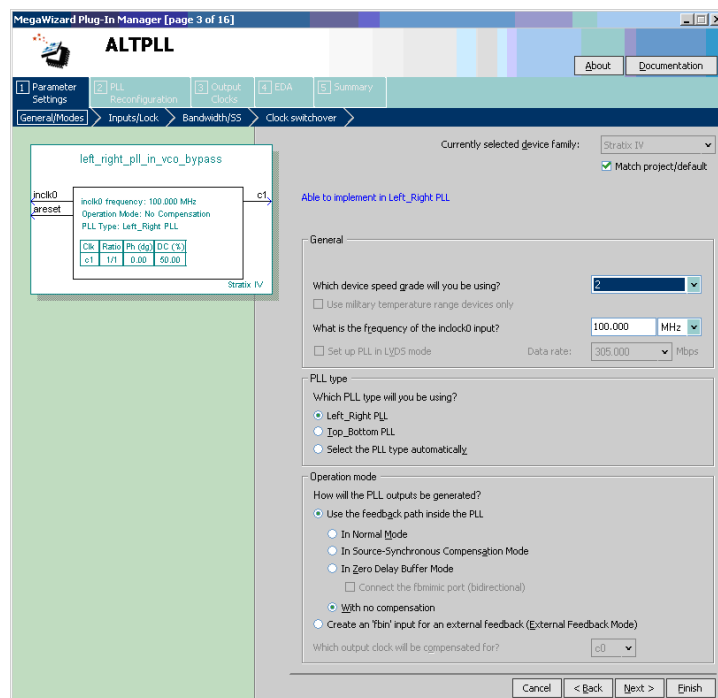 MegaWizard Plug-In Manager [page 3 of 16]
ALTPLL
About
Documentation
1 Parameter Settings
2 PLL Reconfiguration
3 Output Clocks
4 EDA
5 Summary
General/Modes
Inputs/Lock
Bandwidth/SS
Clock switchover
left_right_pll_in_vco_bypass
inclk0
areset
c1
inclk0 frequency: 100.000 MHz
Operation Mode: No Compensation
PLL Type: Left_Right PLL
Clk Ratio Ph (dg) DC (%)
c1 1/1 0.00 50.00
Stratix IV
Currently selected device family:
Stratix IV
Match project/default
Able to implement in Left_Right PLL
General
Which device speed grade will you be using?
2
Use military temperature range devices only
What is the frequency of the inclock0 input?
100.000
MHz
Set up PLL in LVDS mode
Data rate:
305.000
Mbps
PLL type
Which PLL type will you be using?
Left_Right PLL
Top_Bottom PLL
Select the PLL type automatically
Operation mode
How will the PLL outputs be generated?
Use the feedback path inside the PLL
In Normal Mode
In Source-Synchronous Compensation Mode
In Zero Delay Buffer Mode
Connect the fbmimic port (bidirectional)
With no compensation
Create an 'fbin' input for an external feedback (External Feedback Mode)
Which output clock will be compensated for?
c0
Cancel
< Back
Next >
Finish